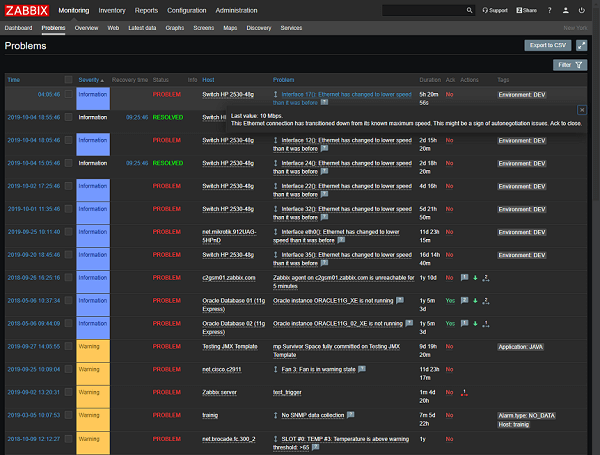 ZABBIX Monitoring Inventory Reports Configuration Administration Support Share ?
Dashboard Problems Overview Web Latest data Graphs Screens Maps Discovery Services New York
Problems Export to CSV
Filter
Time Severity Recovery time Status Info Host Problem Duration Ack Actions Tags
04:05:46 Information PROBLEM Switch HP 2530-48g Interface 17(): Ethernet has changed to lower speed than it was before ? 5h 20m 56s No Environment: DEV
Last value: 10 Mbps.
This Ethernet connection has transitioned down from its known maximum speed. This might be a sign of autonegotiation issues. Ack to close.
2019-10-04 18:55:46 Information 09:25:46 RESOLVED Switch HP 2530-48g
2019-10-04 15:05:46 Information PROBLEM Switch HP 2530-48g Interface 12(): Ethernet has changed to lower speed than it was before ? 2d 15h 20m No Environment: DEV
Information 09:25:46 RESOLVED Switch HP 2530-48g Interface 24(): Ethernet has changed to lower speed than it was before ? 2d 18h 20m No Environment: DEV
2019-10-02 17:25:46 Information PROBLEM Switch HP 2530-48g Interface 22(): Ethernet has changed to lower speed than it was before ? 4d 16h No Environment: DEV
2019-10-01 11:35:46 Information PROBLEM Switch HP 2530-48g Interface 32(): Ethernet has changed to lower speed than it was before ? 5d 21h 50m No Environment: DEV
2019-09-25 10:11:46 Information PROBLEM net.mikrotik.912UAG-5HPnD Interface eth0(): Ethernet has changed to lower speed than it was before ? 11d 23h 15m No
2019-09-20 18:45:46 Information PROBLEM Switch HP 2530-48g Interface 35(): Ethernet has changed to lower speed than it was before ? 16d 14h 40m No Environment: DEV
2018-08-26 18:25:16 Information PROBLEM c2gsm01.zabbix.com Zabbix agent on c2gsm01.zabbix.com is unreachable for 5 minutes 1y 10d No
2018-05-06 10:37:34 Information PROBLEM Oracle Database 01 (11g Express) Oracle instance ORACLE11G_XE is not running ? 1y 5m 3d Yes
2018-05-06 09:44:09 Information PROBLEM Oracle Database 02 (11g Express) Oracle instance ORACLE11G_02_XE is not running ? 1y 5m 3d Yes
2019-09-27 14:05:55 Warning PROBLEM Testing JMX Template mp Survivor Space fully committed on Testing JMX Template 9d 19h 20m No Application: JAVA
2019-09-25 10:09:04 Warning PROBLEM net.cisco.c2911 Fan 3: Fan is in warning state ? 11d 23h 17m No
2019-09-02 13:20:31 Warning PROBLEM Zabbix server test_trigger 1m 4d 20h No
2019-03-05 10:07:53 Warning PROBLEM trainig No SNMP data collection ? 7m 5d 22h No Alarm type: NO_DATA Host: trainig
2018-10-09 12:12:27 Warning PROBLEM net.brocade.fc.300_2 SLOT #0: TEMP #3: Temperature is above warning threshold: >65 ? 1y No